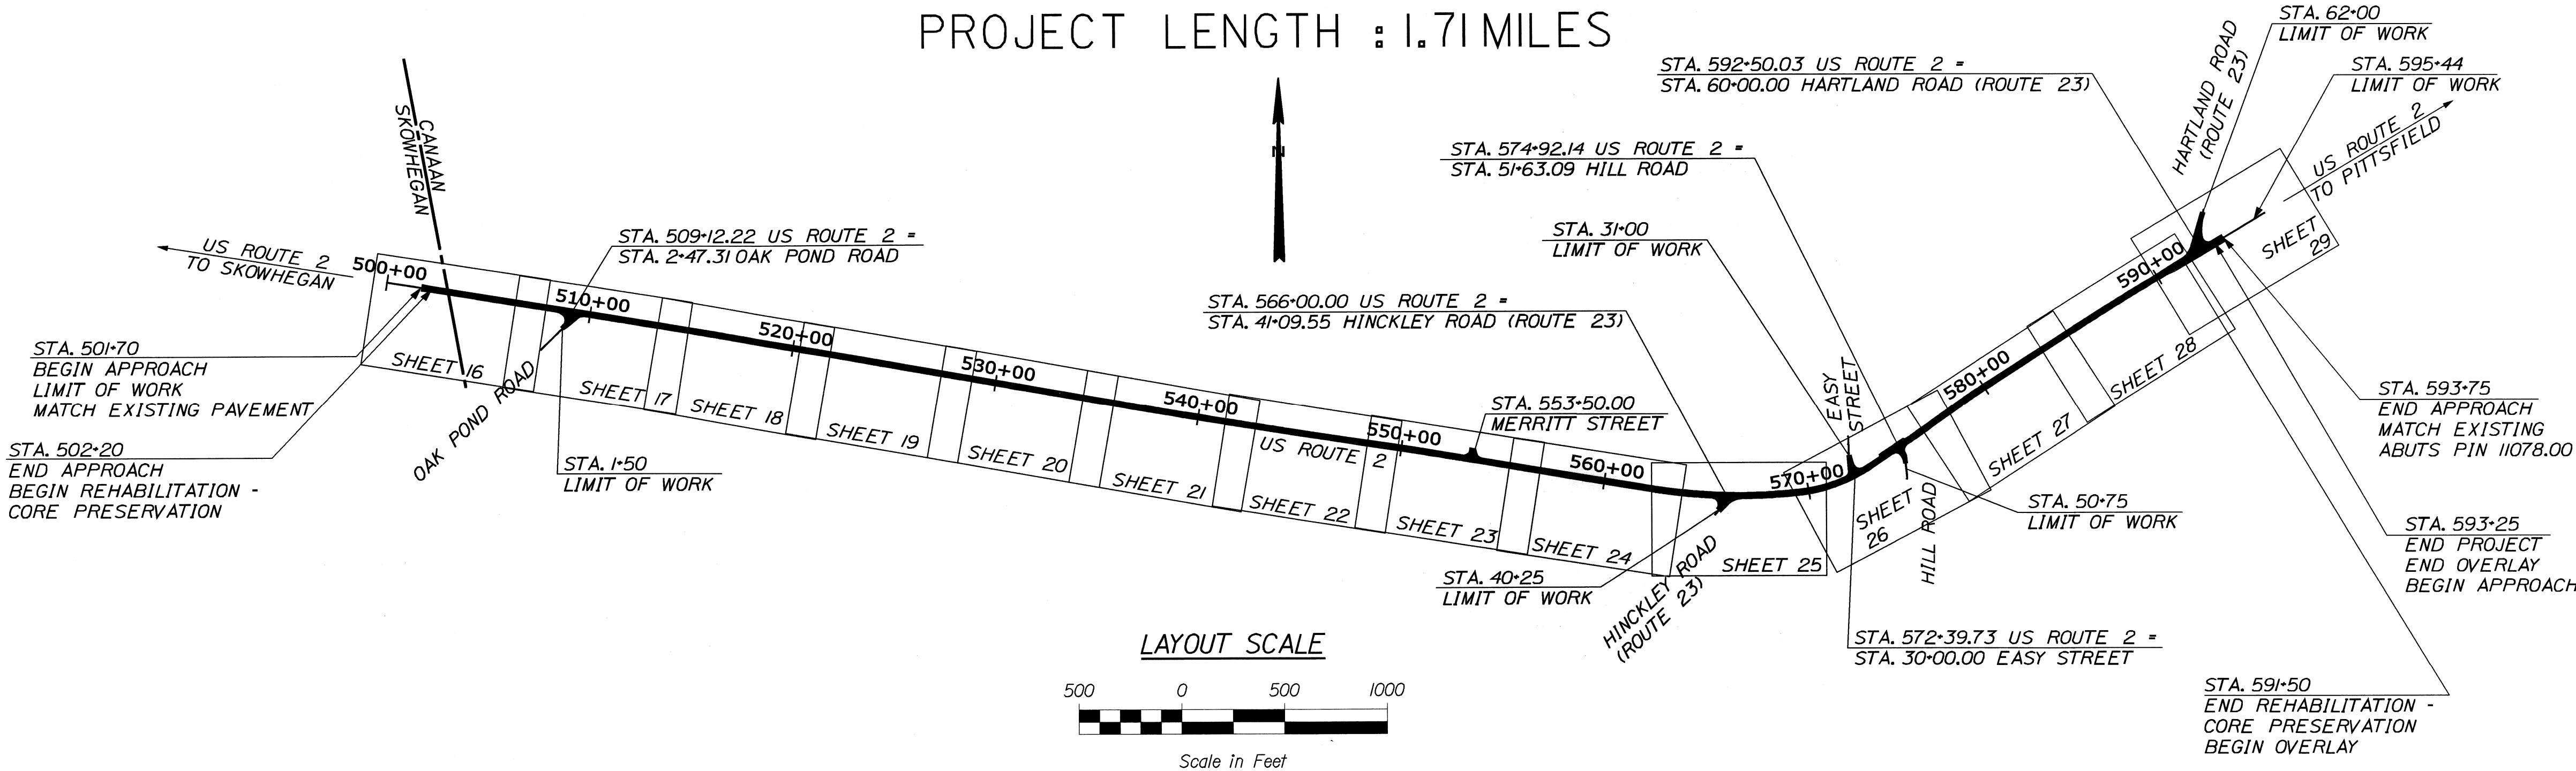 PROJECT LENGTH : 1.71 MILES
STA. 62+00
LIMIT OF WORK
HARTLAND ROAD
(ROUTE 23)
STA. 592+50.03 US ROUTE 2 =
STA. 60+00.00 HARTLAND ROAD (ROUTE 23)
STA. 595+44
LIMIT OF WORK
US ROUTE 2
TO PITTSFIELD
CANAAN
SKOWHEGAN
N
STA. 574+92.14 US ROUTE 2 =
STA. 51+63.09 HILL ROAD
STA. 31+00
LIMIT OF WORK
STA. 509+12.22 US ROUTE 2 =
STA. 2+47.31 OAK POND ROAD
US ROUTE 2
TO SKOWHEGAN
500+00
510+00
520+00
530+00
540+00
550+00
560+00
570+00
580+00
590+00
STA. 566+00.00 US ROUTE 2 =
STA. 41+09.55 HINCKLEY ROAD (ROUTE 23)
STA. 501+70
BEGIN APPROACH
LIMIT OF WORK
MATCH EXISTING PAVEMENT
STA. 502+20
END APPROACH
BEGIN REHABILITATION -
CORE PRESERVATION
SHEET 16
OAK POND ROAD
SHEET 17
SHEET 18
SHEET 19
SHEET 20
SHEET 21
SHEET 22
SHEET 23
SHEET 24
SHEET 25
SHEET
26
SHEET 27
SHEET 28
SHEET
29
US ROUTE 2
STA. 1+50
LIMIT OF WORK
STA. 553+50.00
MERRITT STREET
EASY
STREET
STA. 593+75
END APPROACH
MATCH EXISTING
ABUTS PIN 11078.00
STA. 50+75
LIMIT OF WORK
HILL ROAD
STA. 593+25
END PROJECT
END OVERLAY
BEGIN APPROACH
STA. 40+25
LIMIT OF WORK
HINCKLEY ROAD
(ROUTE 23)
STA. 572+39.73 US ROUTE 2 =
STA. 30+00.00 EASY STREET
STA. 591+50
END REHABILITATION -
CORE PRESERVATION
BEGIN OVERLAY
LAYOUT SCALE
500 0 500 1000
Scale in Feet